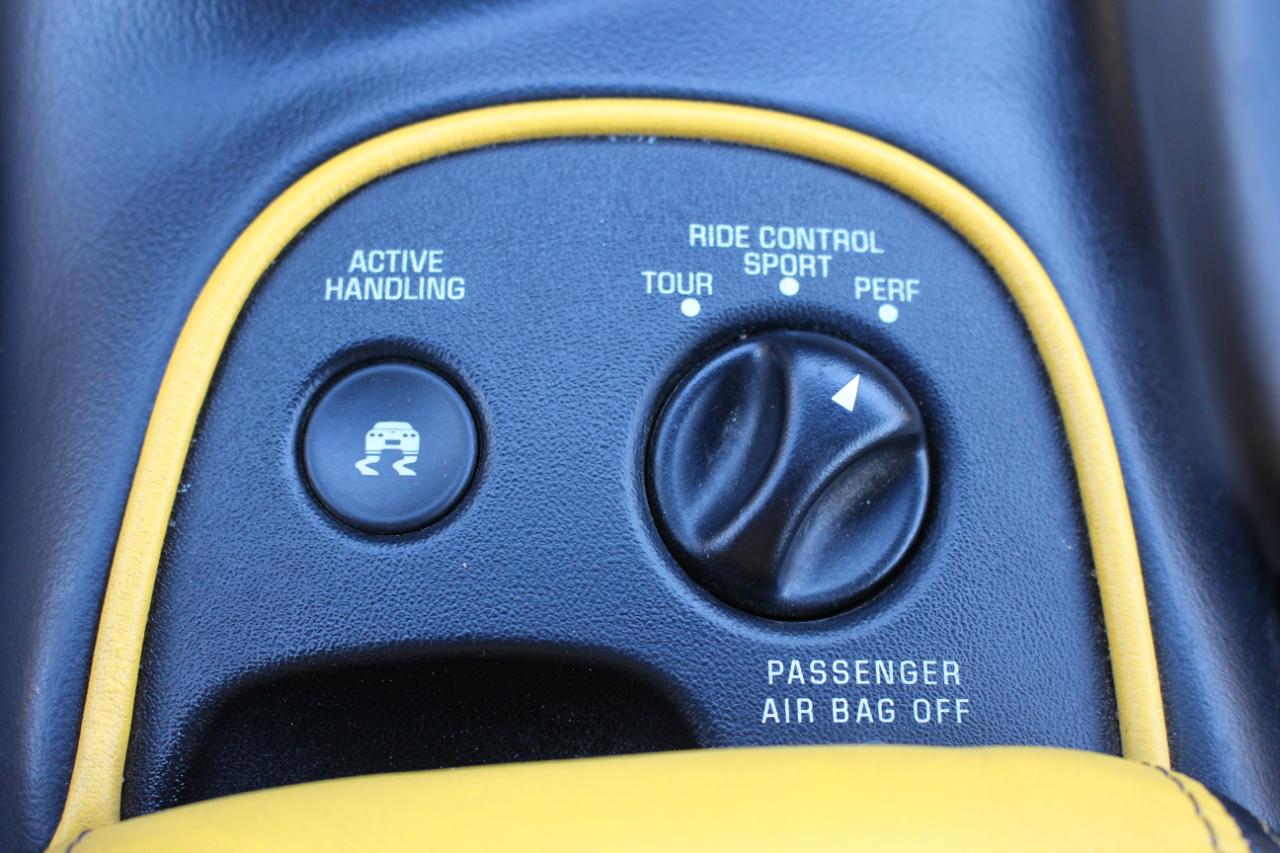 ACTIVE
HANDLING
RIDE CONTROL
SPORT
TOUR
PERF
PASSENGER
AIR BAG OFF